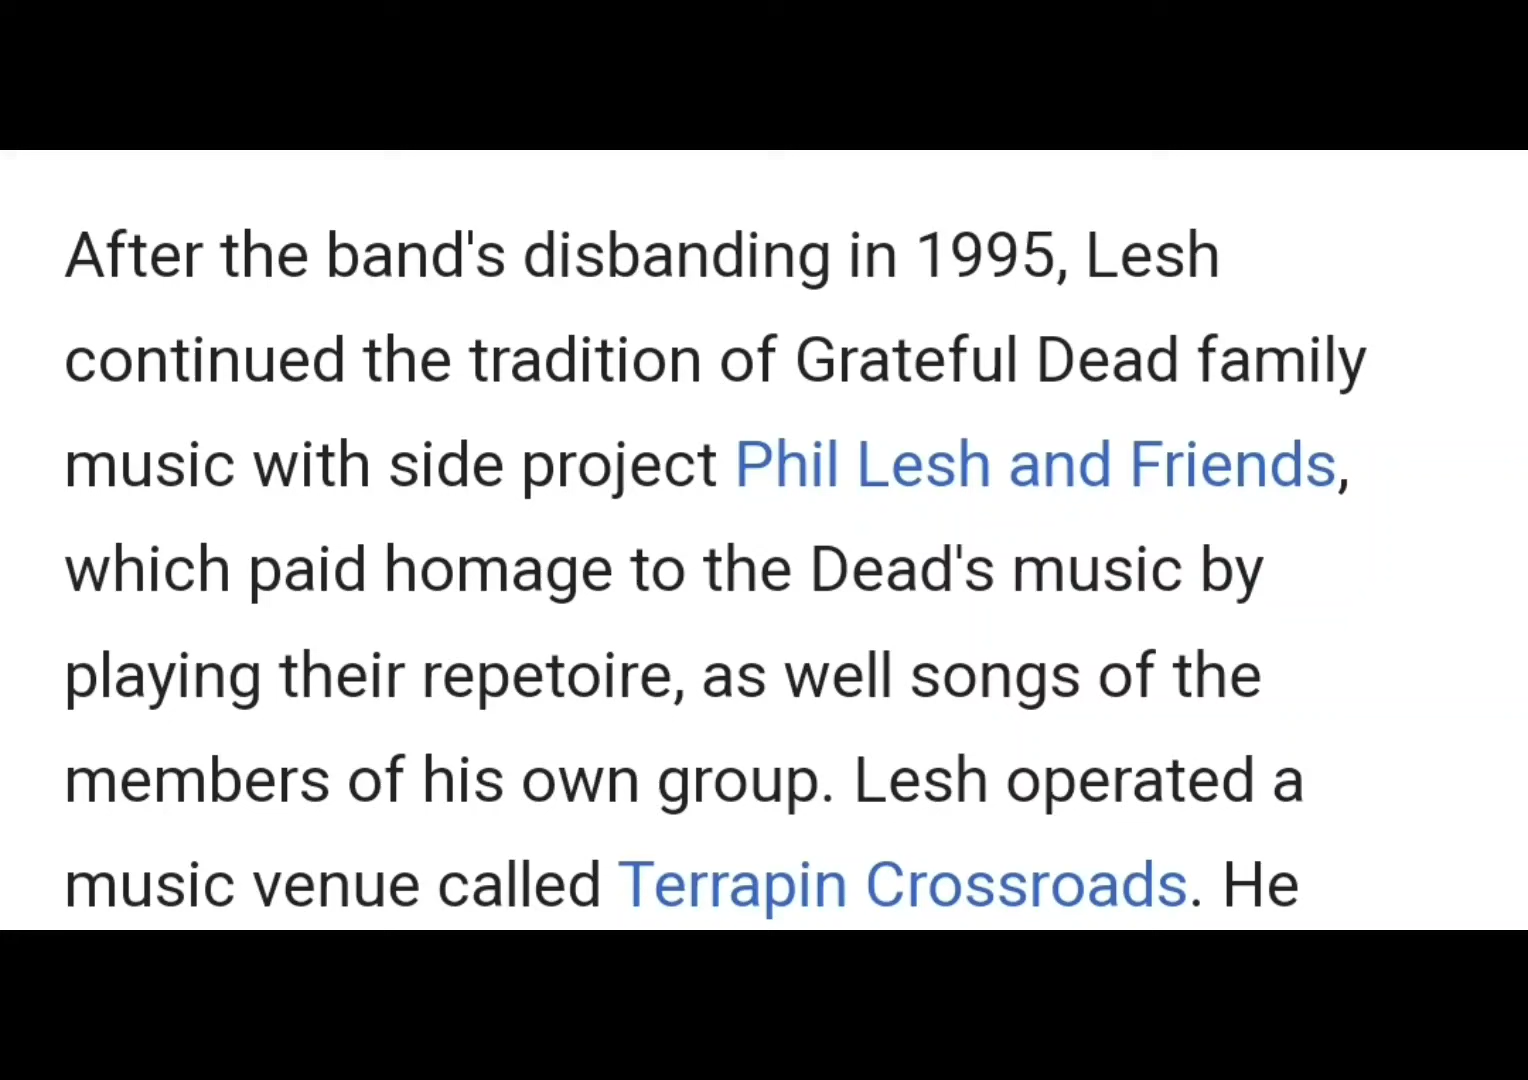 After the band's disbanding in 1995, Lesh
continued the tradition of Grateful Dead family
music with side project Phil Lesh and Friends,
which paid homage to the Dead's music by
playing their repetoire, as well songs of the
members of his own group. Lesh operated a
music venue called Terrapin Crossroads. He